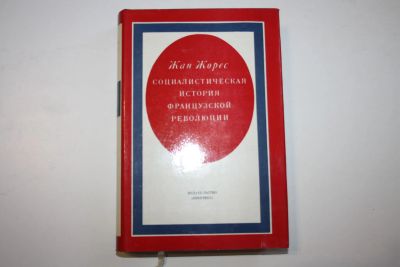 Жан Жорес
СОЦИАЛИСТИЧЕСКАЯ
ИСТОРИЯ
ФРАНЦУЗСКОЙ
РЕВОЛЮЦИИ
ИЗДАТЕЛЬСТВО
«ПРОГРЕСС»